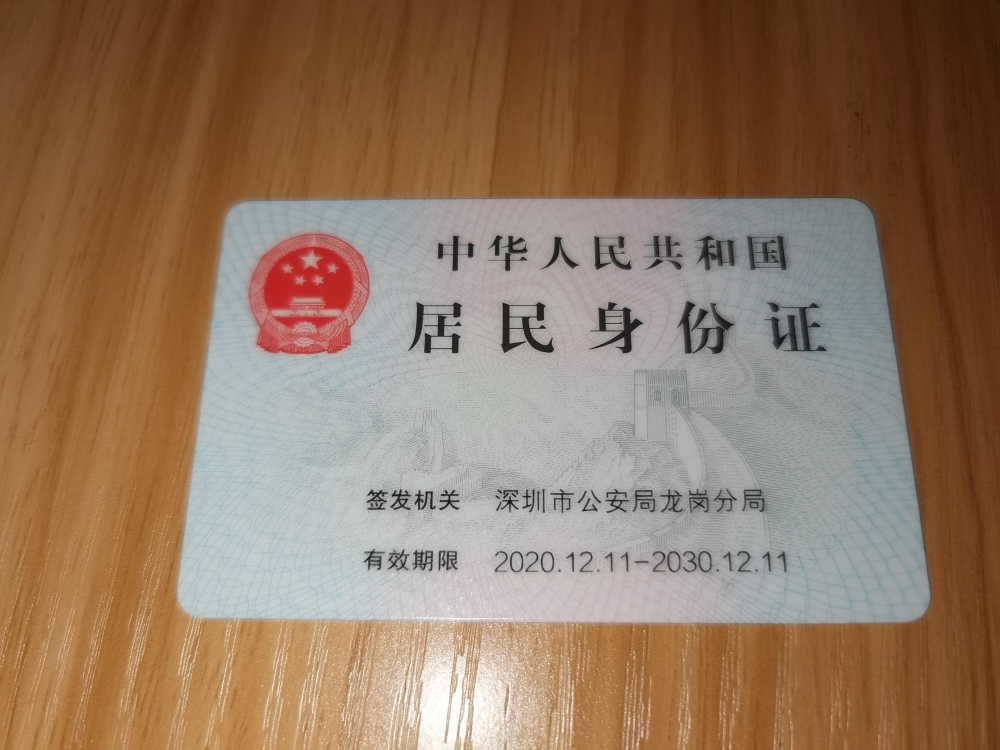 中华人民共和国
居民身份证
签发机关 深圳市公安局龙岗分局
有效期限 2020.12.11-2030.12.11